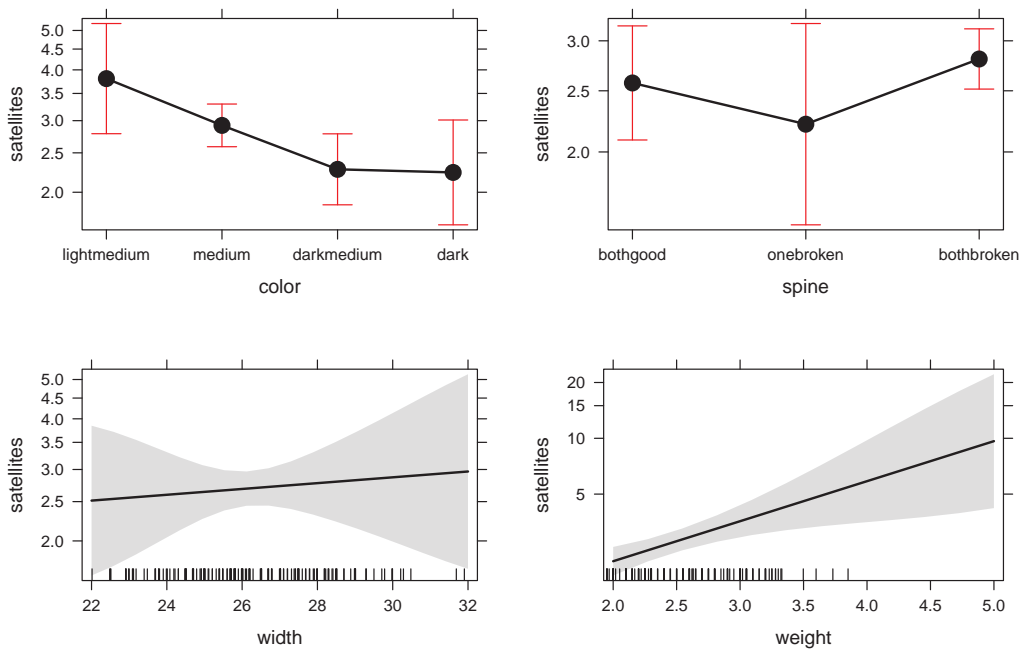 satellites
5.0
4.5
4.0
3.5
3.0
2.5
2.0
lightmedium medium darkmedium dark
color
satellites
3.0
2.5
2.0
bothgood onebroken bothbroken
spine
satellites
5.0
4.5
4.0
3.5
3.0
2.5
2.0
22 24 26 28 30 32
width
satellites
20
15
10
5
2.0 2.5 3.0 3.5 4.0 4.5 5.0
weight